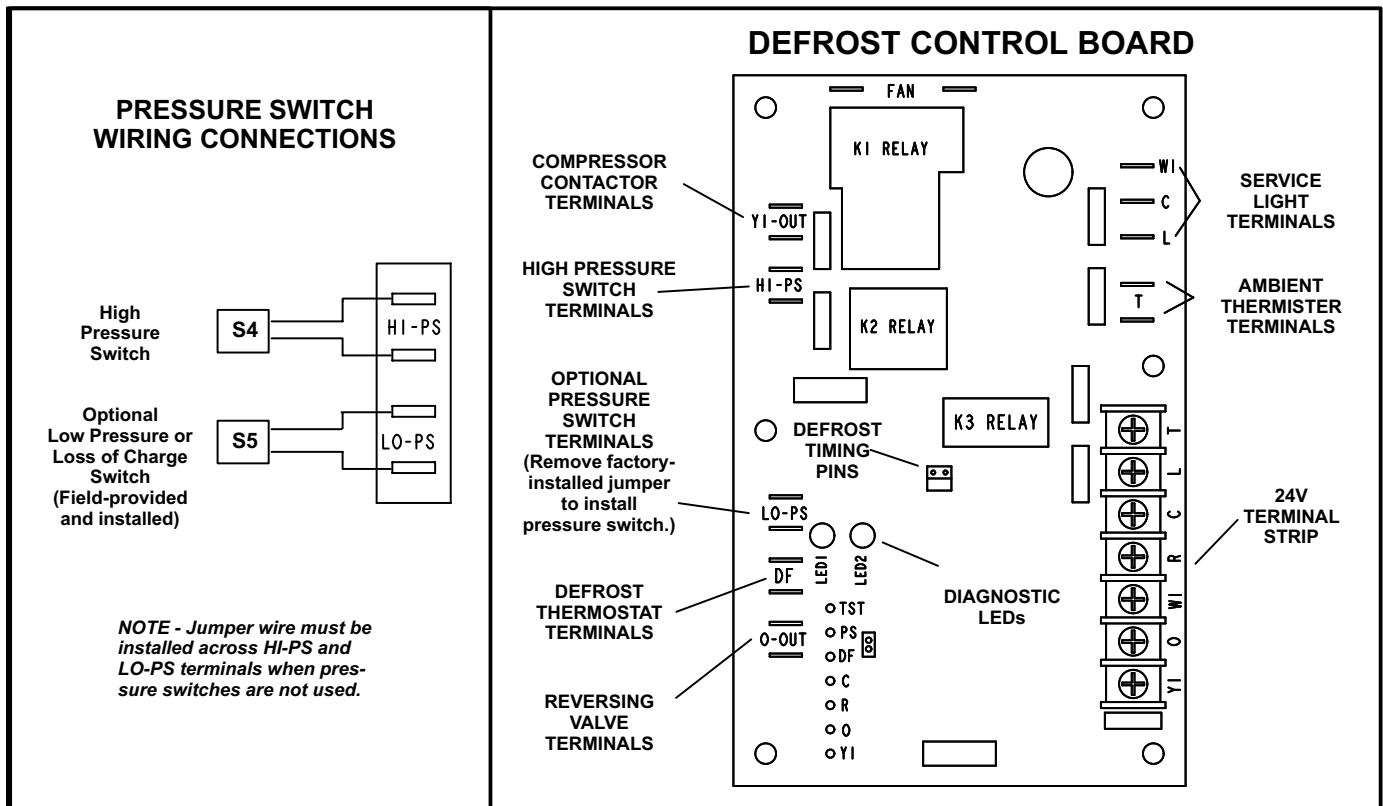 PRESSURE SWITCH
WIRING CONNECTIONS
High
Pressure
Switch
S4
HI-PS
Optional
Low Pressure or
Loss of Charge
Switch
(Field-provided
and installed)
S5
LO-PS
NOTE - Jumper wire must be
installed across HI-PS and
LO-PS terminals when pres-
sure switches are not used.
DEFROST CONTROL BOARD
FAN
K1 RELAY
COMPRESSOR
CONTACTOR
TERMINALS
Y1-OUT
W1
C
L
SERVICE
LIGHT
TERMINALS
HIGH PRESSURE
SWITCH
TERMINALS
HI-PS
T
AMBIENT
THERMISTER
TERMINALS
K2 RELAY
OPTIONAL
PRESSURE
SWITCH
TERMINALS
(Remove factory-
installed jumper
to install
pressure switch.)
K3 RELAY
DEFROST
TIMING
PINS
LO-PS
LED1
LED2
DIAGNOSTIC
LEDs
T
L
C
R
W1
O
Y1
24V
TERMINAL
STRIP
DEFROST
THERMOSTAT
TERMINALS
DF
REVERSING
VALVE
TERMINALS
O-OUT
TST
PS
DF
C
R
O
Y1